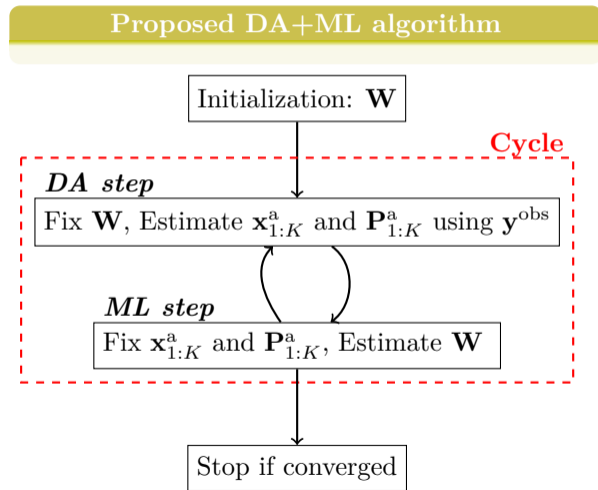 Proposed DA+ML algorithm
Initialization: W
Cycle
DA step
Fix W, Estimate x^a_{1:K} and P^a_{1:K} using y^obs
ML step
Fix x^a_{1:K} and P^a_{1:K}, Estimate W
Stop if converged